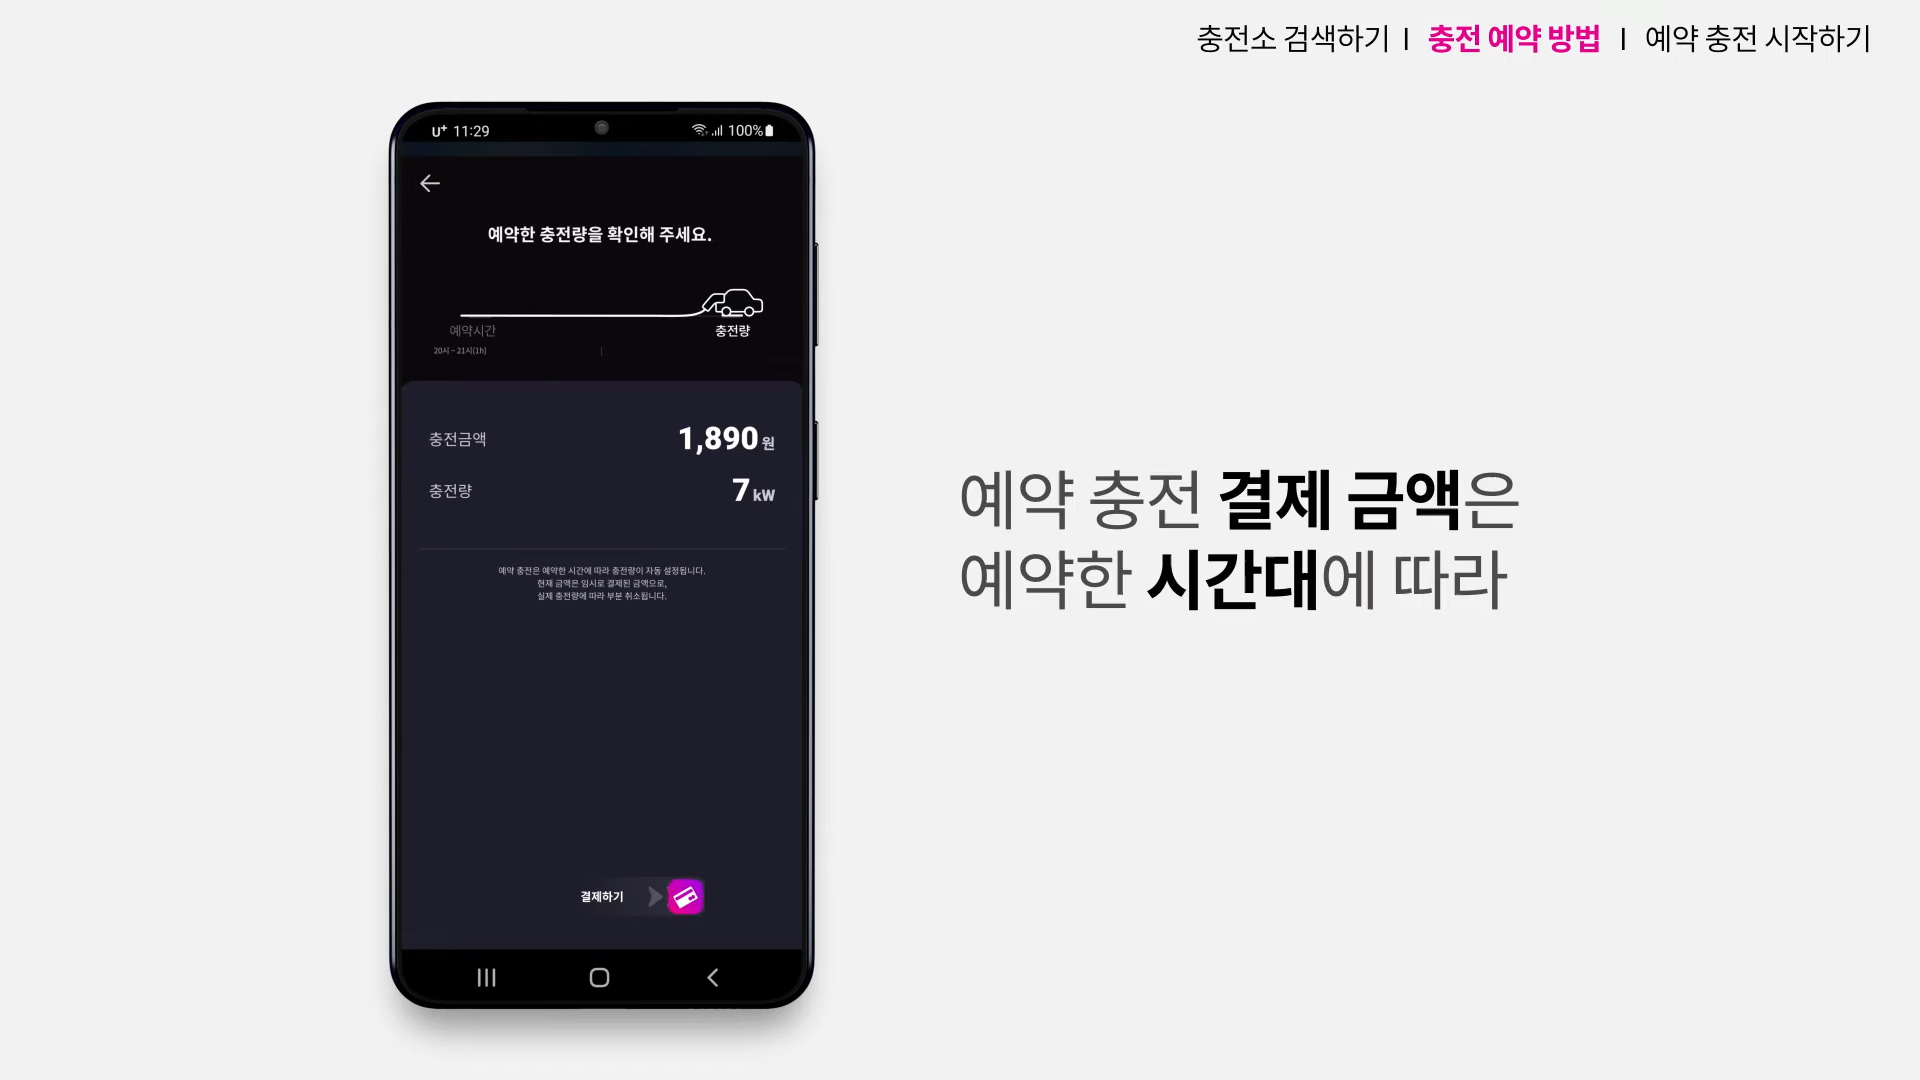 충전소 검색하기 | 충전 예약 방법 | 예약 충전 시작하기
U+ 11:29 100%
예약한 충전량을 확인해 주세요.
예약시간 충전량
20시 ~ 21시(1h)
충전금액 1,890 원
충전량 7 kW
예약 충전은 예약한 시간에 따라 충전량이 자동 설정됩니다.
현재 금액은 임시로 결제된 금액으로,
실제 충전량에 따라 부분 취소됩니다.
결제하기
예약 충전 결제 금액은
예약한 시간대에 따라